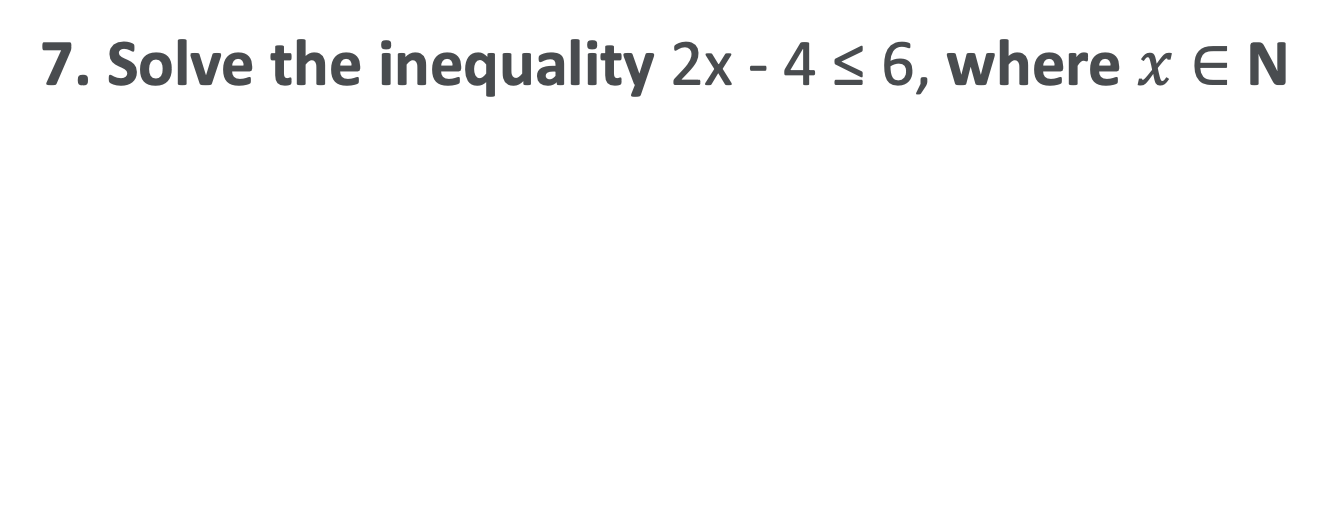 7. Solve the inequality 2x - 4 ≤ 6, where 𝑥 ∈ N